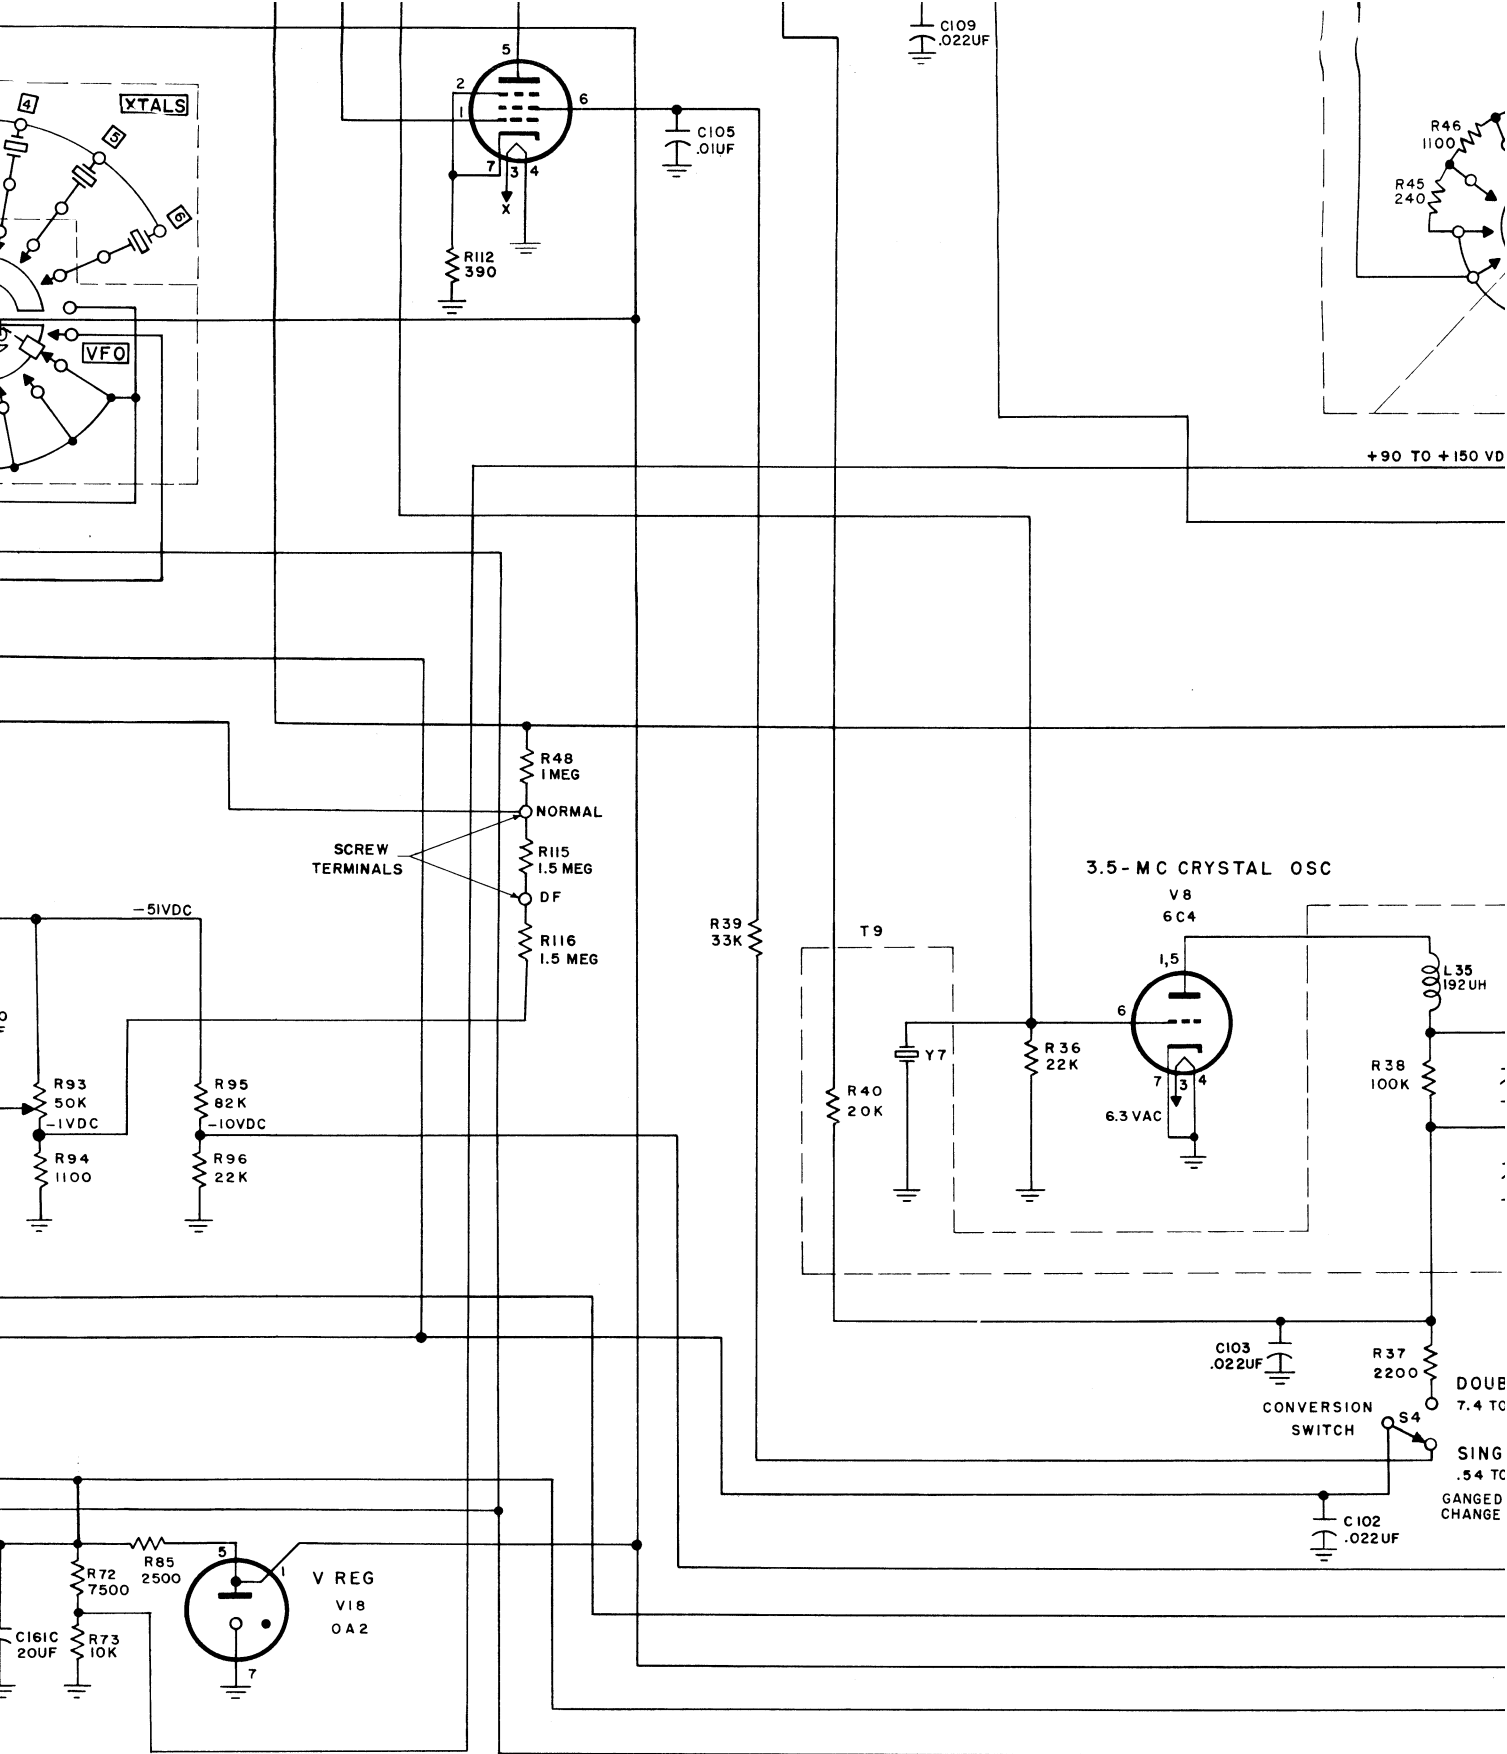 C109
.022UF
5
2
1
6
7
3
4
X
C105
.01UF
R112
390
4
XTALS
5
6
VFO
R46
1100
R45
240
+90 TO +150 VD
R48
1 MEG
NORMAL
SCREW
TERMINALS
R115
1.5 MEG
DF
R116
1.5 MEG
-51VDC
R39
33K
T9
3.5-MC CRYSTAL OSC
V8
6C4
1,5
6
7
3
4
6.3 VAC
L35
192UH
Y7
R36
22K
R38
100K
R40
20K
R93
50K
-1VDC
R94
1100
R95
82K
-10VDC
R96
22K
C103
.022UF
R37
2200
DOUB
7.4 TO
CONVERSION
SWITCH
S4
SING
.54 TO
GANGED
CHANGE
C102
.022UF
R85
2500
5
1
R72
7500
V REG
V18
OA2
C161C
20UF
R73
10K
7